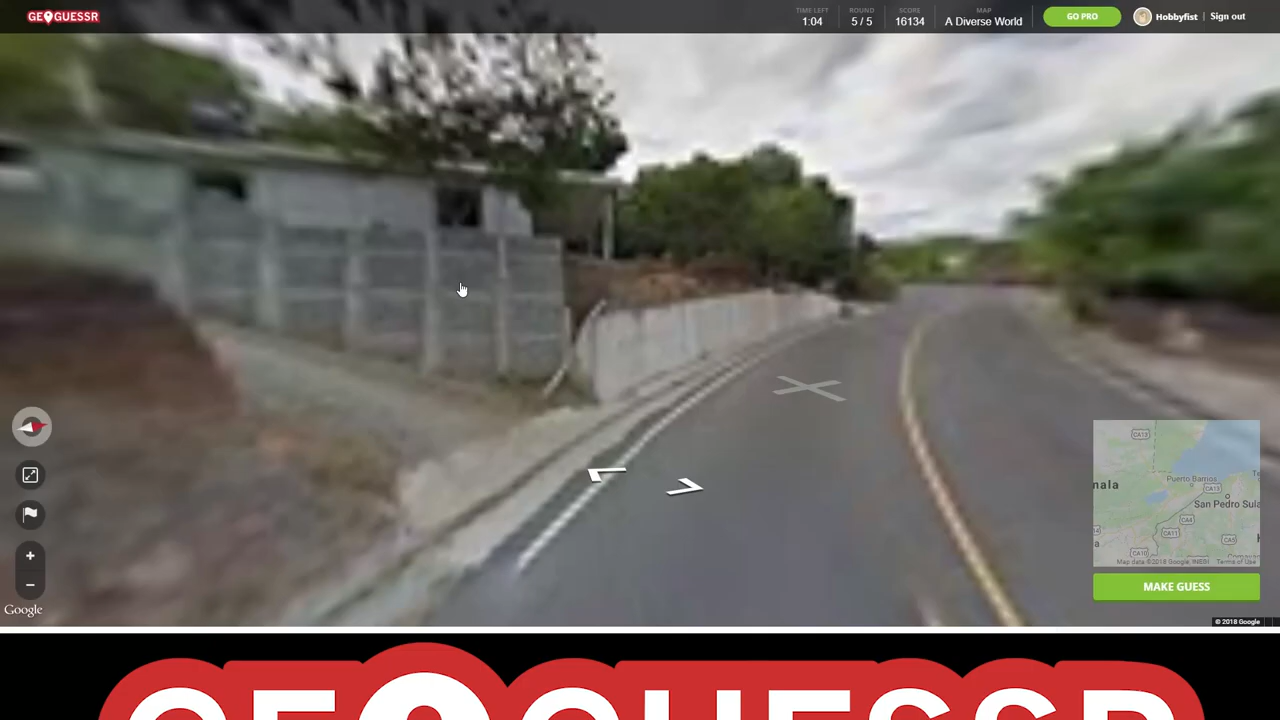 GEOGUESSR
TIME LEFT
1:04
ROUND
5 / 5
SCORE
16134
MAP
A Diverse World
GO PRO
Hobbyfist | Sign out
CA13
Puerto Barrios
CA13
nala
San Pedro Sula
CA4
CA11
CA5
CA10
Map data ©2018 Google, INEGI Terms of Use
MAKE GUESS
Google
© 2018 Google
GEOGUESSR